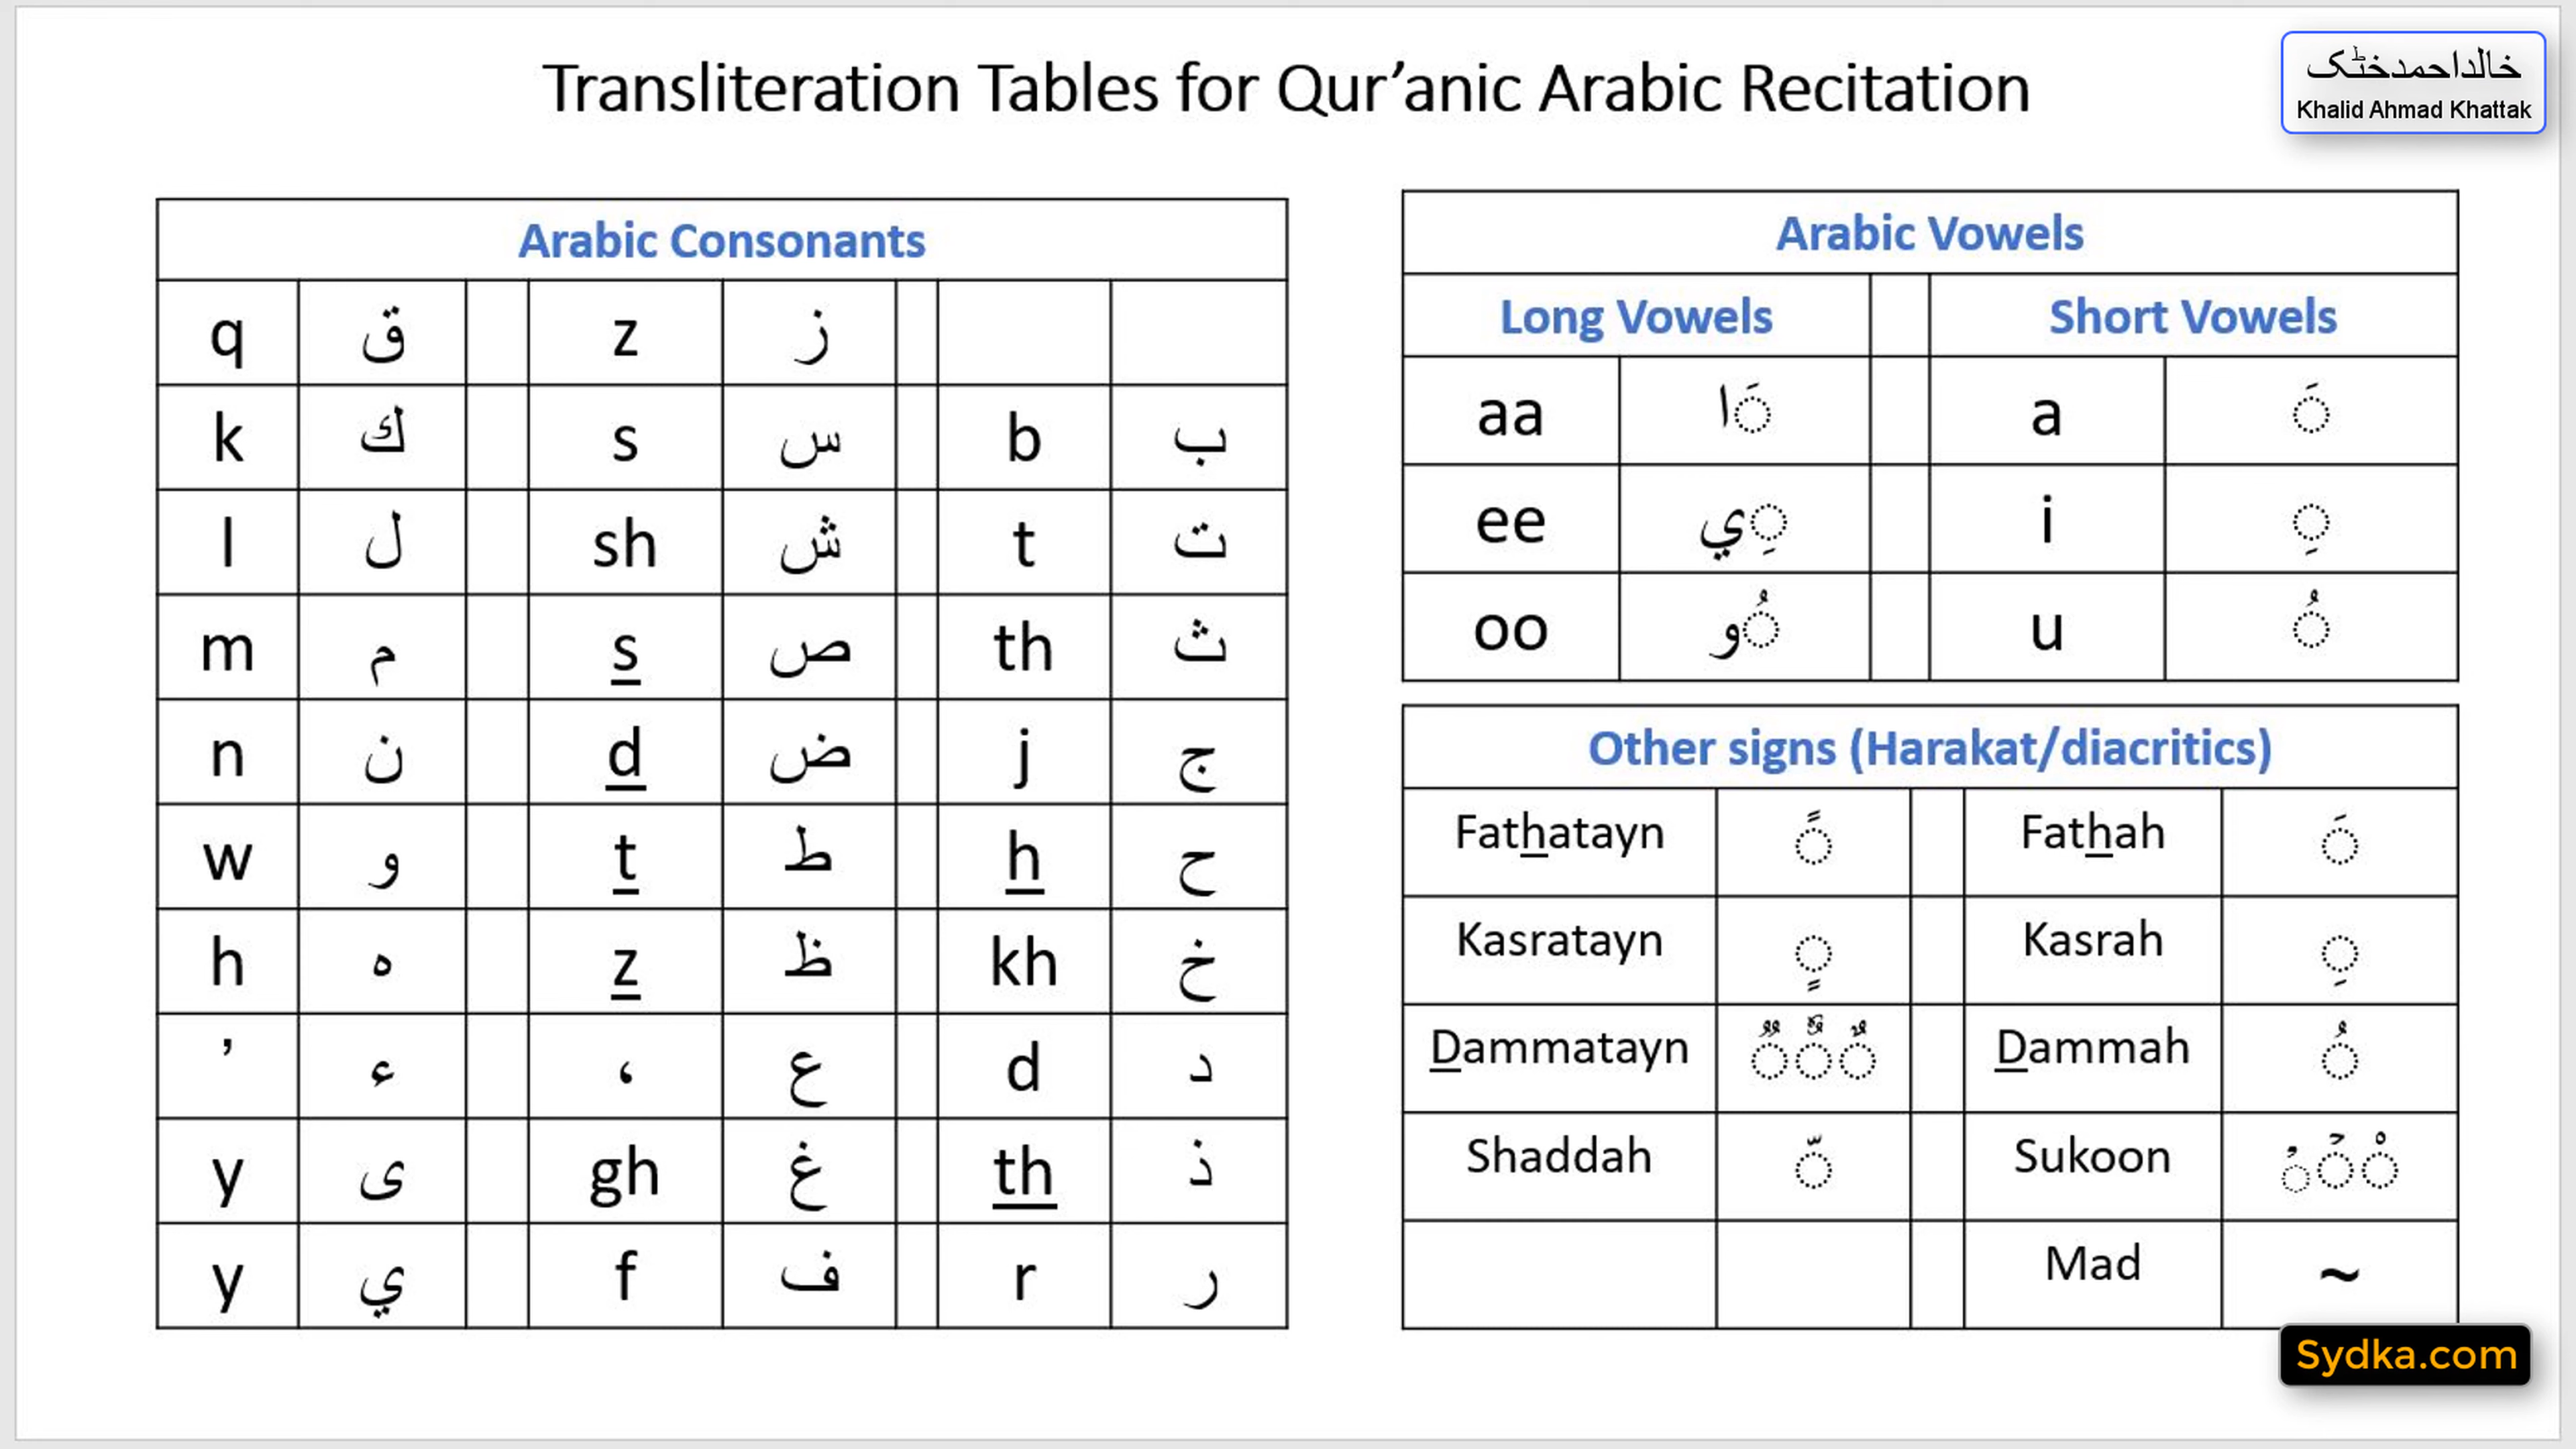 Transliteration Tables for Qur’anic Arabic Recitation
خالداحمدخٹک
Khalid Ahmad Khattak
Arabic Consonants
q ق z ز
k ك s س b ب
l ل sh ش t ت
m م s ص th ث
n ن d ض j ج
w و t ط h ح
h ه z ظ kh خ
’ ء ، ع d د
y ى gh غ th ذ
y ي f ف r ر
Arabic Vowels
Long Vowels Short Vowels
aa ◌َا a ◌َ
ee ◌ِي i ◌ِ
oo ◌ُو u ◌ُ
Other signs (Harakat/diacritics)
Fathatayn ◌ً Fathah ◌َ
Kasratayn ◌ٍ Kasrah ◌ِ
Dammatayn Dammah ◌ُ
Shaddah ◌ّ Sukoon
Mad ~
Sydka.com